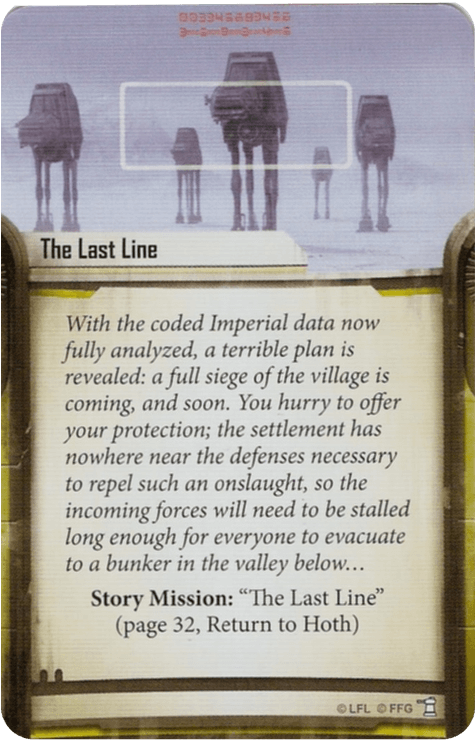 The Last Line
With the coded Imperial data now
fully analyzed, a terrible plan is
revealed: a full siege of the village is
coming, and soon. You hurry to offer
your protection; the settlement has
nowhere near the defenses necessary
to repel such an onslaught, so the
incoming forces will need to be stalled
long enough for everyone to evacuate
to a bunker in the valley below…
Story Mission: “The Last Line”
(page 32, Return to Hoth)
© LFL © FFG